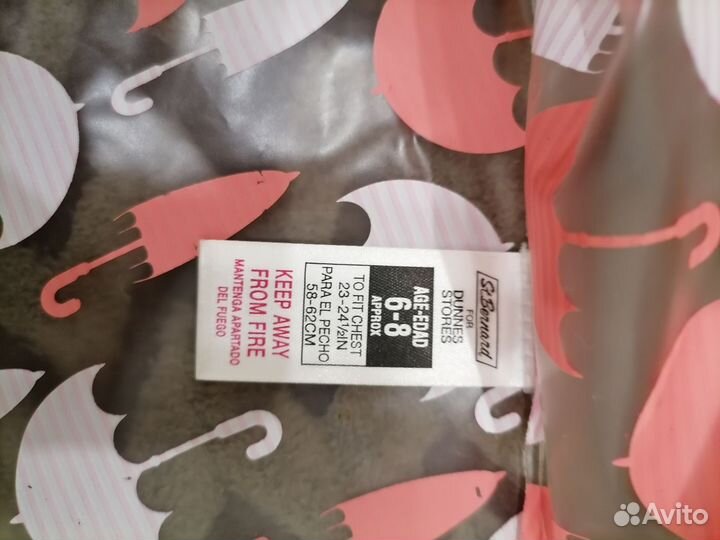 St.Bernard
FOR
DUNNES
STORES
AGE-EDAD
6-8
APPROX
TO FIT CHEST
23-24½IN
PARA EL PECHO
58-62CM
KEEP AWAY
FROM FIRE
MANTENGA APARTADO
DEL FUEGO
Avito